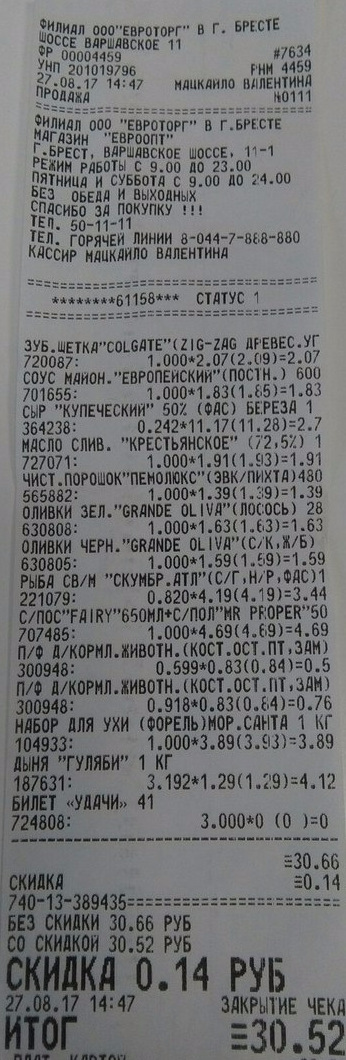 ФИЛИАЛ ООО"ЕВРОТОРГ" В Г. БРЕСТЕ
ШОССЕ ВАРШАВСКОЕ 11
ФР 00004459 #7634
УНП 201019796 РНМ 4459
27.08.17 14:47 МАЦКАЙЛО ВАЛЕНТИНА
ПРОДАЖА №0111
ФИЛИАЛ ООО "ЕВРОТОРГ" В Г.БРЕСТЕ
МАГАЗИН "ЕВРООПТ"
Г.БРЕСТ, ВАРШАВСКОЕ ШОССЕ, 11-1
РЕЖИМ РАБОТЫ С 9.00 ДО 23.00
ПЯТНИЦА И СУББОТА С 9.00 ДО 24.00
БЕЗ ОБЕДА И ВЫХОДНЫХ
СПАСИБО ЗА ПОКУПКУ !!!
ТЕЛ. 50-11-11
ТЕЛ. ГОРЯЧЕЙ ЛИНИИ 8-044-7-888-880
КАССИР МАЦКАЙЛО ВАЛЕНТИНА
********61158*** СТАТУС 1
ЗУБ.ЩЕТКА"COLGATE"(ZIG-ZAG ДРЕВЕС.УГ
720087: 1.000*2.07(2.09)=2.07
СОУС МАЙОН."ЕВРОПЕЙСКИЙ"(ПОСТН.) 600
701655: 1.000*1.83(1.85)=1.83
СЫР "КУПЕЧЕСКИЙ" 50% (ФАС) БЕРЕЗА 1
364238: 0.242*11.17(11.28)=2.7
МАСЛО СЛИВ. "КРЕСТЬЯНСКОЕ" (72,5%) 1
727071: 1.000*1.91(1.93)=1.91
ЧИСТ.ПОРОШОК"ПЕМОЛЮКС"(ЭВК/ПИХТА)480
565882: 1.000*1.39(1.39)=1.39
ОЛИВКИ ЗЕЛ."GRANDE OLIVA"(ЛОСОСЬ) 28
630808: 1.000*1.63(1.63)=1.63
ОЛИВКИ ЧЕРН."GRANDE OLIVA"(С/К,Ж/Б)
630805: 1.000*1.59(1.59)=1.59
РЫБА СВ/М "СКУМБР.АТЛ"(С/Г,Н/Р,ФАС)1
221079: 0.820*4.19(4.19)=3.44
С/ПОС"FAIRY"650МЛ+С/ПОЛ"MR PROPER"50
707485: 1.000*4.69(4.69)=4.69
П/Ф Д/КОРМЛ.ЖИВОТН.(КОСТ.ОСТ.ПТ,ЗАМ)
300948: 0.599*0.83(0.84)=0.5
П/Ф Д/КОРМЛ.ЖИВОТН.(КОСТ.ОСТ.ПТ,ЗАМ)
300948: 0.918*0.83(0.84)=0.76
НАБОР ДЛЯ УХИ (ФОРЕЛЬ)МОР.САНТА 1 КГ
104933: 1.000*3.89(3.93)=3.89
ДЫНЯ "ГУЛЯБИ" 1 КГ
187631: 3.192*1.29(1.29)=4.12
БИЛЕТ «УДАЧИ» 41
724808: 3.000*0 (0 )=0
≡30.66
СКИДКА ≡0.14
740-13-389435==================
БЕЗ СКИДКИ 30.66 РУБ
СО СКИДКОЙ 30.52 РУБ
СКИДКА 0.14 РУБ
27.08.17 14:47 ЗАКРЫТИЕ ЧЕКА
ИТОГ ≡30.52